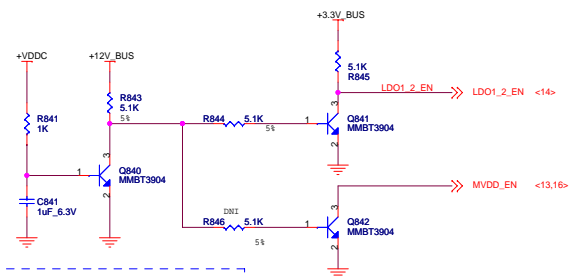 +3.3V_BUS
+VDDC
+12V_BUS
5.1K
R845
LDO1_2_EN
LDO1_2_EN <14>
R843
5.1K
5%
3
R841
1K
R844 5.1K
5%
1
Q841
MMBT3904
2
3
1
Q840
MMBT3904
2
C841
1uF_6.3V
MVDD_EN <13,16>
3
DNI
R846 5.1K
5%
1
Q842
MMBT3904
2